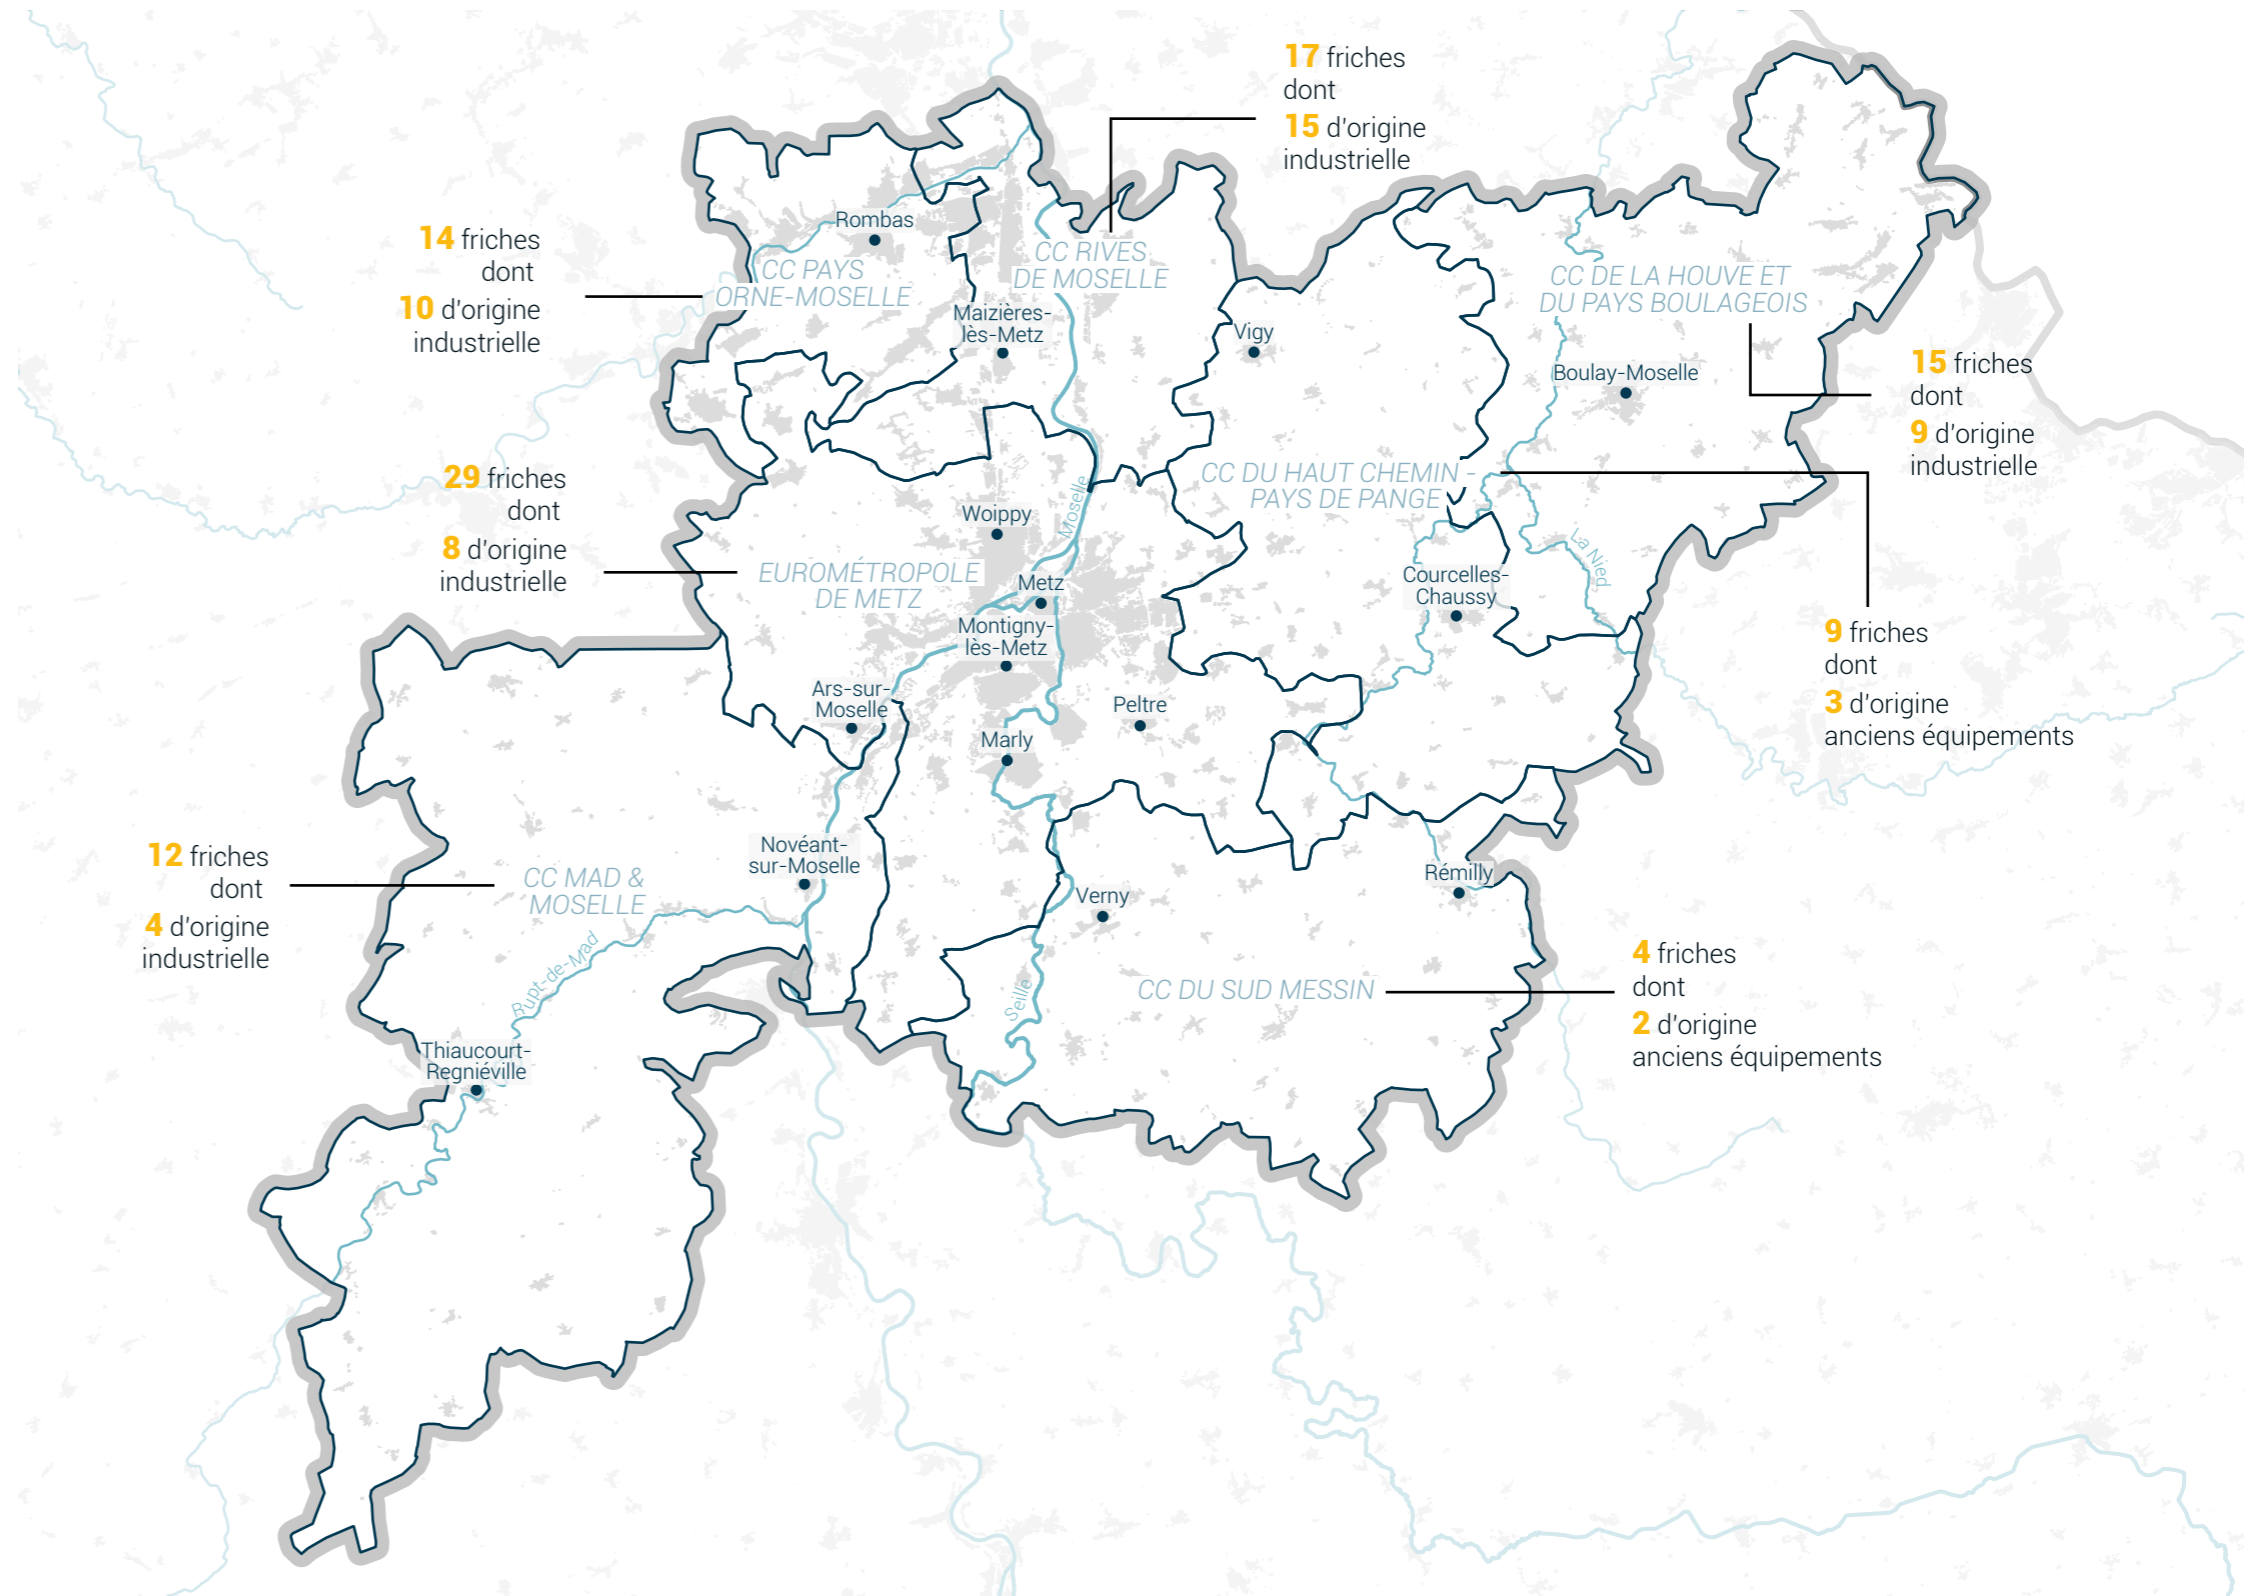 17 friches
dont
15 d'origine
industrielle
14 friches
dont
10 d'origine
industrielle
Rombas
CC PAYS
ORNE-MOSELLE
CC RIVES
DE MOSELLE
Maizières-
lès-Metz
Vigy
CC DE LA HOUVE ET
DU PAYS BOULAGEOIS
Boulay-Moselle
15 friches
dont
9 d'origine
industrielle
29 friches
dont
8 d'origine
industrielle
CC DU HAUT CHEMIN -
PAYS DE PANGE
Woippy
Moselle
La Nied
EUROMÉTROPOLE
DE METZ
Metz
Montigny-
lès-Metz
Courcelles-
Chaussy
9 friches
dont
3 d'origine
anciens équipements
Ars-sur-
Moselle
Peltre
Marly
12 friches
dont
4 d'origine
industrielle
CC MAD &
MOSELLE
Novéant-
sur-Moselle
Verny
Rémilly
Rupt-de-Mad
Seille
CC DU SUD MESSIN
4 friches
dont
2 d'origine
anciens équipements
Thiaucourt-
Regniéville